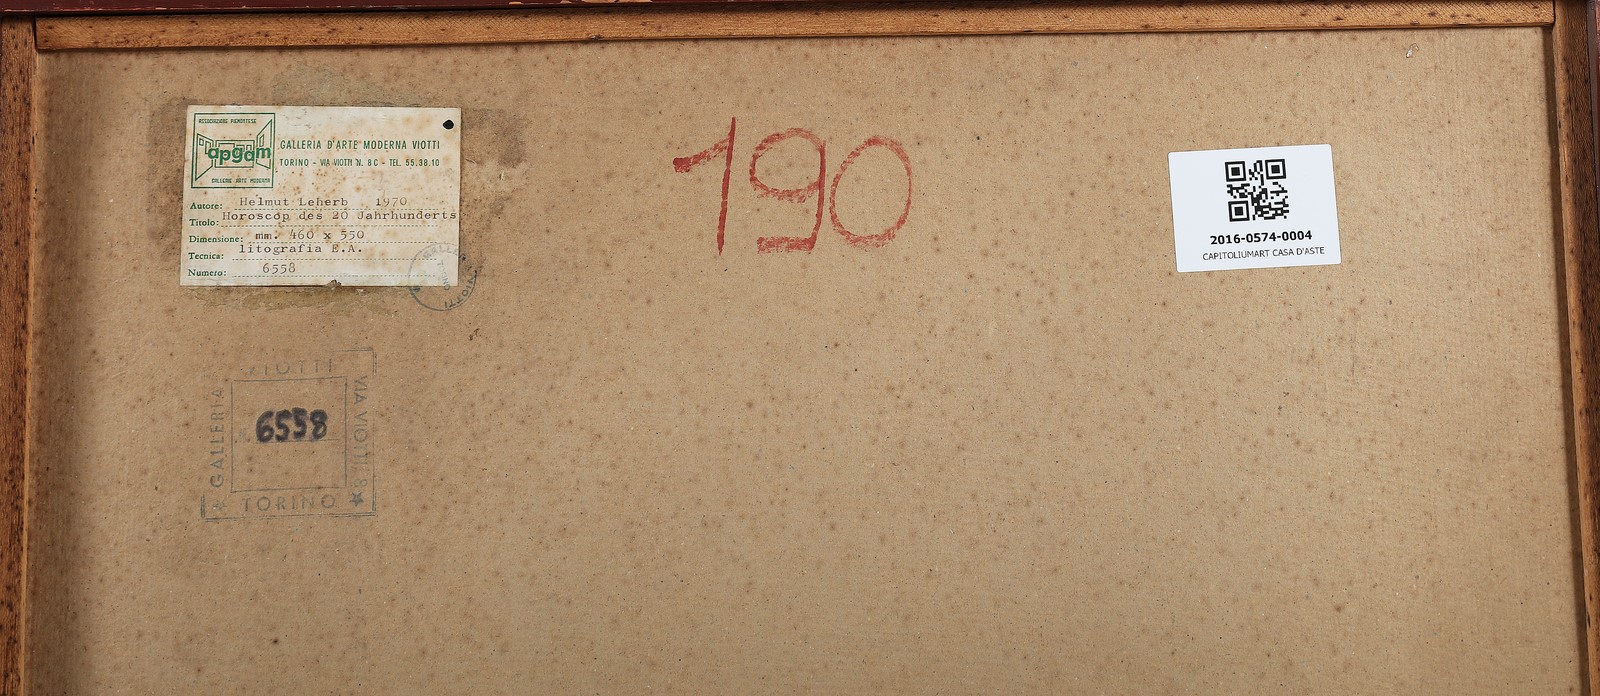 ASSOCIAZIONE PIEMONTESE
apgam
GALLERIE ARTE MODERNA
GALLERIA D'ARTE MODERNA VIOTTI
TORINO - VIA VIOTTI N. 8 C - TEL. 55.38.10
Autore: Helmut Leherb 1970
Titolo: Horoscop des 20 Jahrhunderts
Dimensione: mm. 460 x 550
Tecnica: litografia E.A.
Numero: 6558
VIOTTI
190
2016-0574-0004
CAPITOLIUMART CASA D'ASTE
VIOTTI
GALLERIA
VIA VIOTTI 8
6558
TORINO